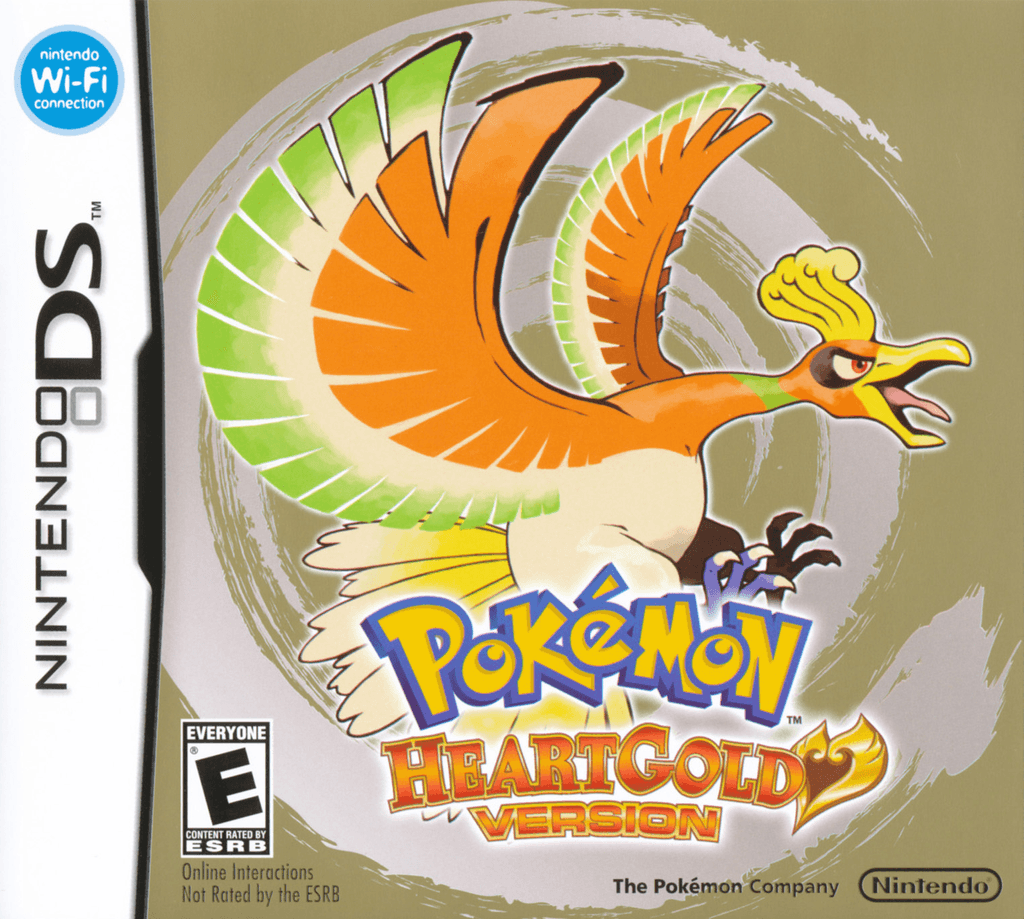 nintendo
Wi-Fi
connection
NINTENDO DS™
POKéMON™
HEARTGOLD
VERSION
EVERYONE
®
E
CONTENT RATED BY
ESRB
Online Interactions
Not Rated by the ESRB
The Pokémon Company
Nintendo®